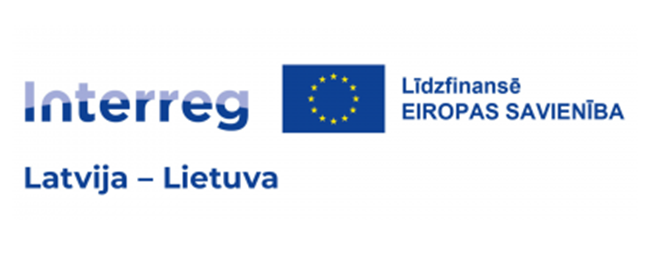 Interreg
Līdzfinansē
EIROPAS SAVIENĪBA
Latvija – Lietuva